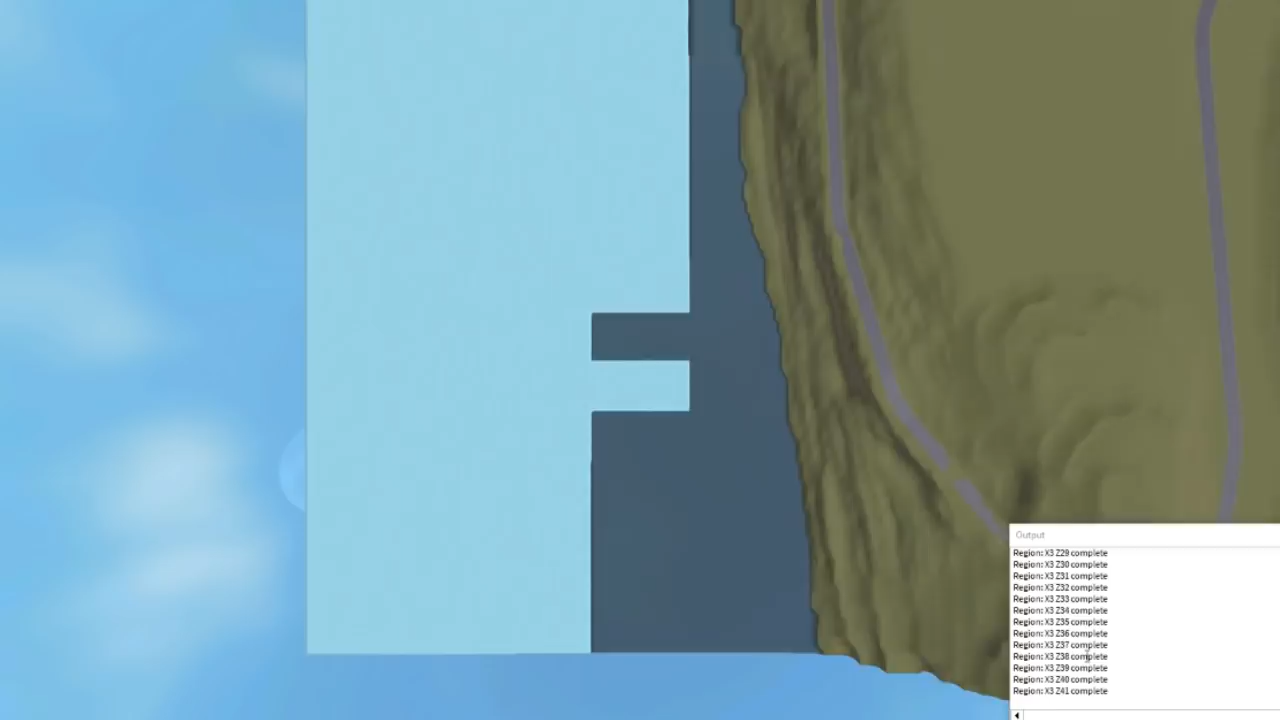 Output
Region: X3 Z29 complete
Region: X3 Z30 complete
Region: X3 Z31 complete
Region: X3 Z32 complete
Region: X3 Z33 complete
Region: X3 Z34 complete
Region: X3 Z35 complete
Region: X3 Z36 complete
Region: X3 Z37 complete
Region: X3 Z38 complete
Region: X3 Z39 complete
Region: X3 Z40 complete
Region: X3 Z41 complete